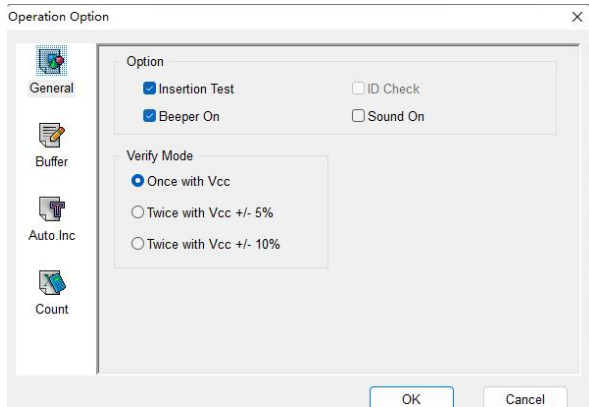 Operation Option
General
Buffer
Auto.Inc
Count
Option
Insertion Test
ID Check
Beeper On
Sound On
Verify Mode
Once with Vcc
Twice with Vcc +/- 5%
Twice with Vcc +/- 10%
OK
Cancel